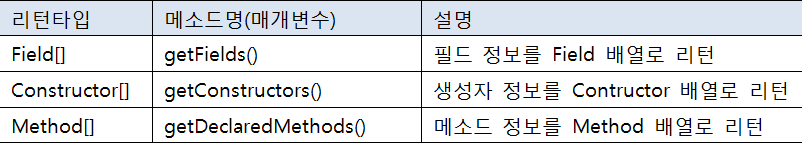 리턴타입 메소드명(매개변수) 설명
Field[] getFields() 필드 정보를 Field 배열로 리턴
Constructor[] getConstructors() 생성자 정보를 Contructor 배열로 리턴
Method[] getDeclaredMethods() 메소드 정보를 Method 배열로 리턴